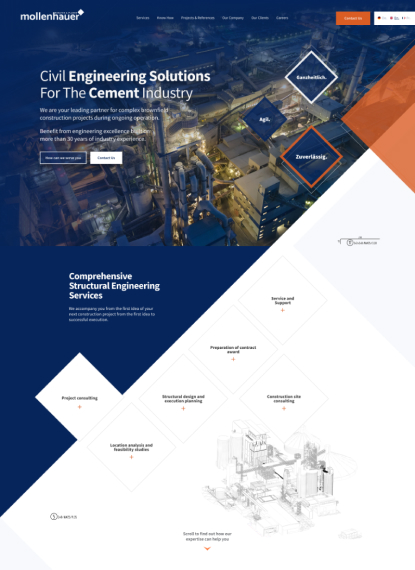 mollenhauer
Services Know-How Projects & References Our Company Our Clients Careers
Contact Us
Civil Engineering Solutions
For The Cement Industry
We are your leading partner for complex brownfield
construction projects during ongoing operation.
Benefit from engineering excellence built on
more than 30 years of industry experience.
How can we serve you
Contact Us
Ganzheitlich.
Agil.
Zuverlässig.
Comprehensive
Structural Engineering
Services
We accompany you from the first idea of your
next construction project from the first idea to
successful execution.
Service and
Support
+
Preparation of contract
award
+
Project consulting
+
Structural design and
execution planning
+
Construction site
consulting
+
Location analysis and
feasibility studies
+
Scroll to find out how our
expertise can help you